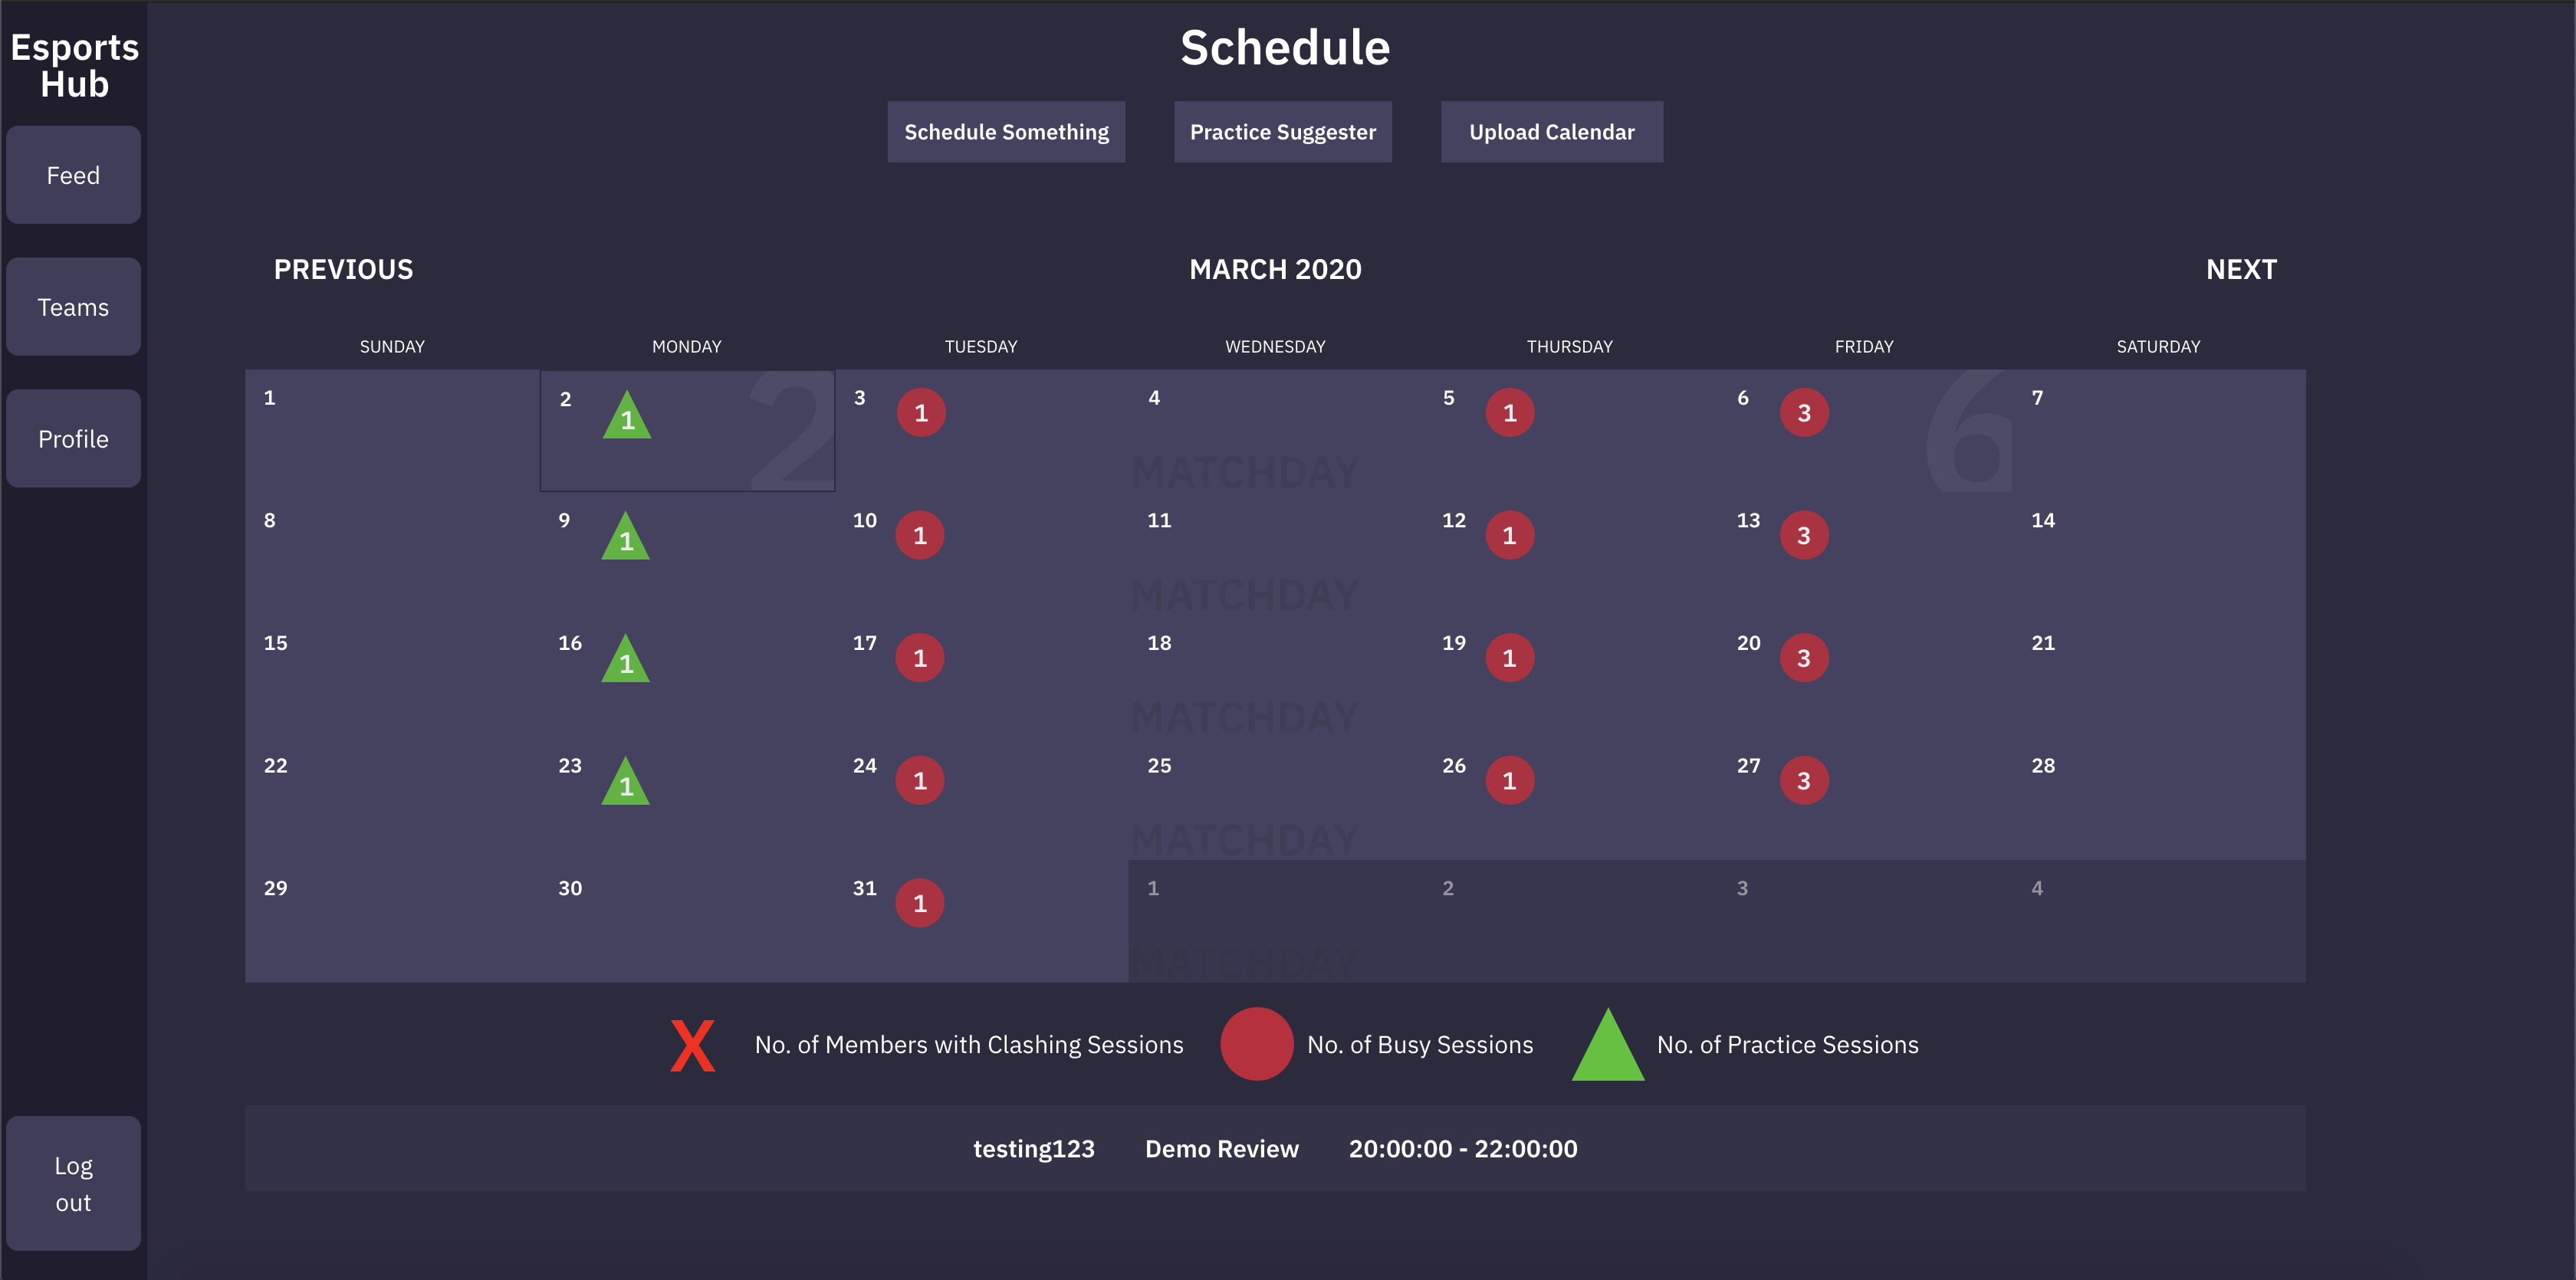 Esports
Hub
Feed
Teams
Profile
Log
out
Schedule
Schedule Something Practice Suggester Upload Calendar
PREVIOUS MARCH 2020 NEXT
SUNDAY MONDAY TUESDAY WEDNESDAY THURSDAY FRIDAY SATURDAY
1 2 1 2 3 1 4 5 1 6 3 6 7
MATCHDAY
8 9 1 10 1 11 12 1 13 3 14
MATCHDAY
15 16 1 17 1 18 19 1 20 3 21
MATCHDAY
22 23 1 24 1 25 26 1 27 3 28
MATCHDAY
29 30 31 1 1 2 3 4
MATCHDAY
X No. of Members with Clashing Sessions No. of Busy Sessions No. of Practice Sessions
testing123 Demo Review 20:00:00 - 22:00:00